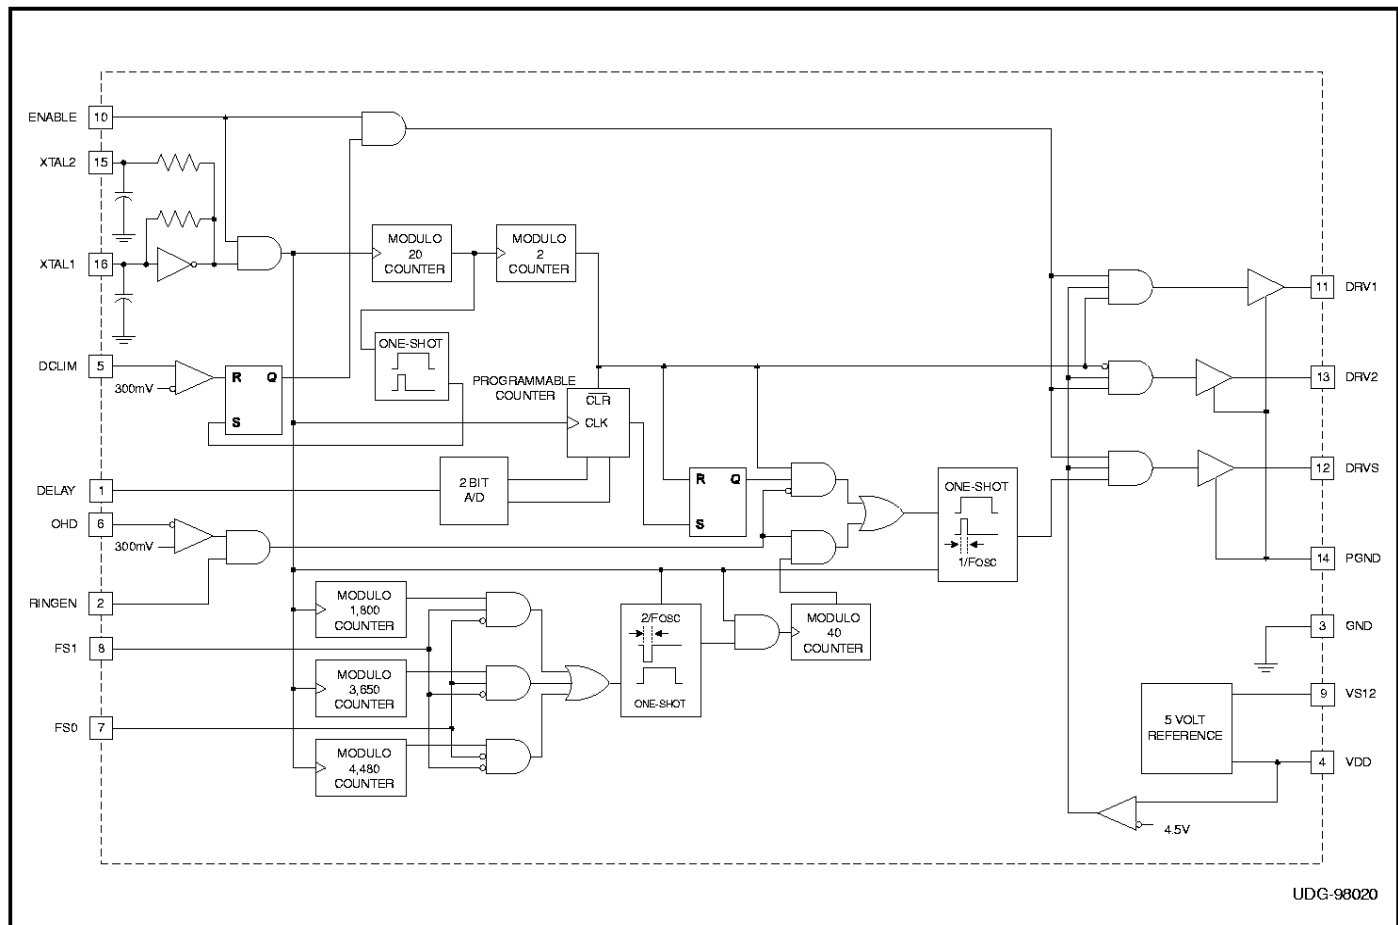 ENABLE 10
XTAL2 15
XTAL1 16
MODULO
20
COUNTER
MODULO
2
COUNTER
11 DRV1
DCLIM 5
300mV
R Q
S
ONE-SHOT
PROGRAMMABLE
COUNTER
CLR
CLK
13 DRV2
DELAY 1
2 BIT
A/D
R Q
S
ONE-SHOT
1/FOSC
12 DRVS
OHD 6
300mV
14 PGND
RINGEN 2
MODULO
1,800
COUNTER
2/FOSC
ONE-SHOT
MODULO
40
COUNTER
3 GND
FS1 8
MODULO
3,650
COUNTER
FS0 7
MODULO
4,480
COUNTER
5 VOLT
REFERENCE
9 VS12
4 VDD
4.5V
UDG-98020